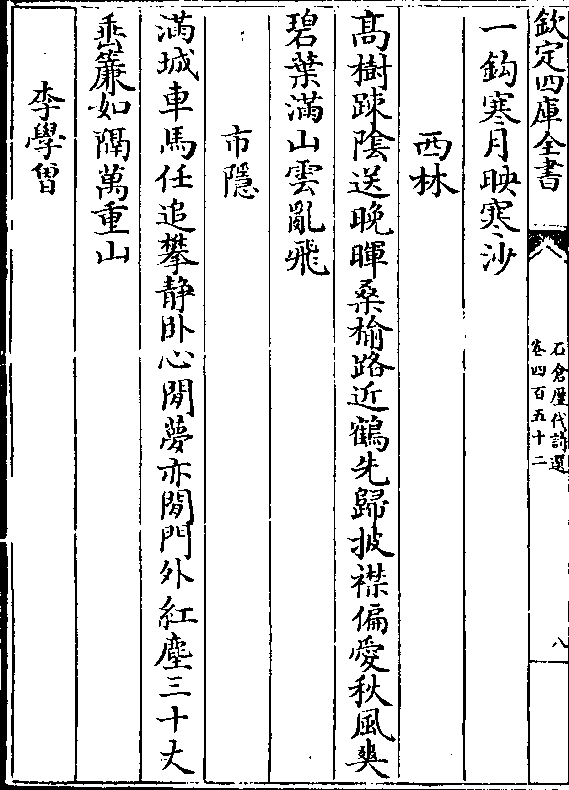 欽定四庫全書
石倉歴代詩選
卷四百五十二
八
一鈎寒月映寒沙
西林
髙樹踈陰送晚暉桑榆路近鶴先歸披襟偏愛秋風爽
碧葉滿山雲亂飛
市隱
滿城車馬任追攀静卧心閒夢亦閒門外紅塵三十丈
垂簾如隔萬重山
李學曾